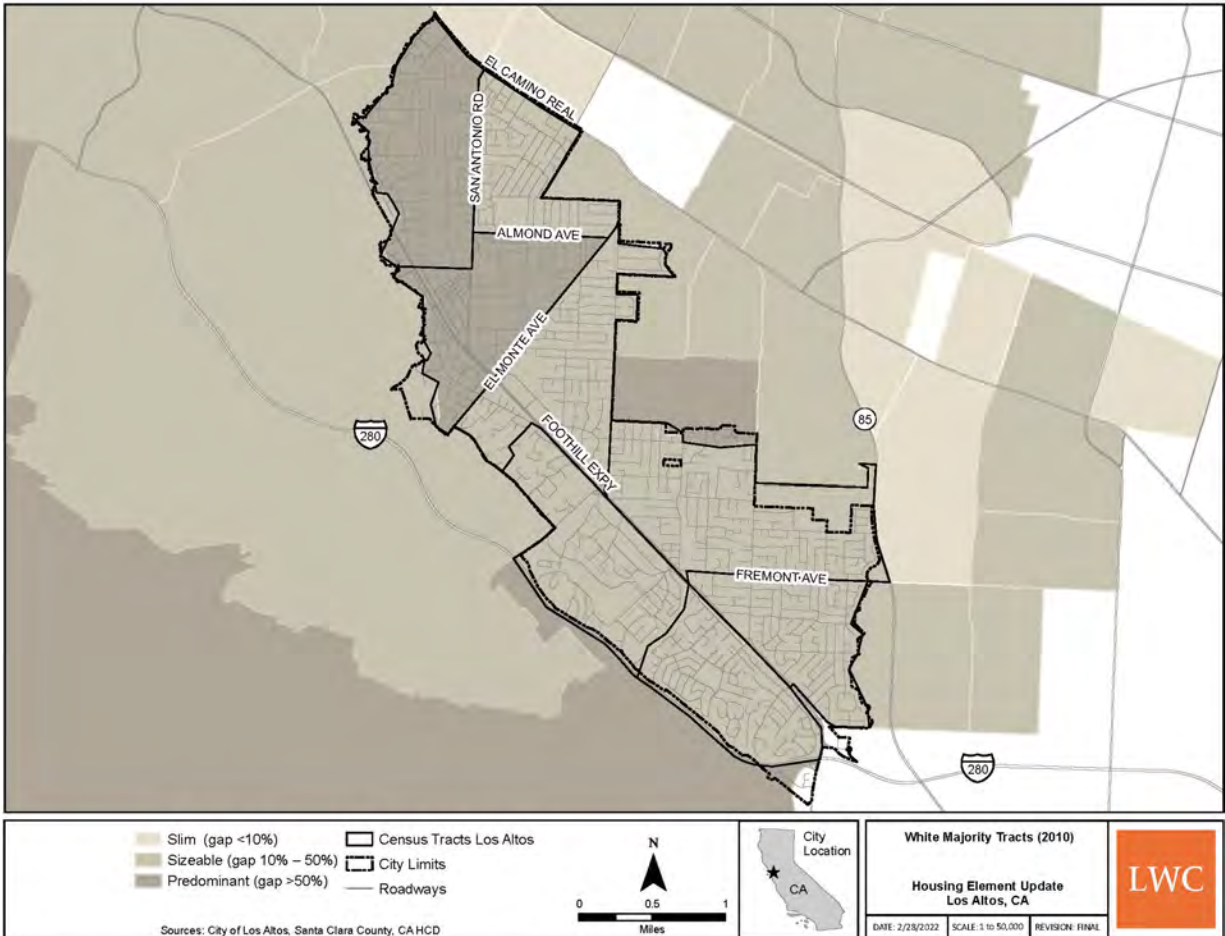 EL CAMINO REAL
SAN ANTONIO RD
ALMOND AVE
EL MONTE AVE
FOOTHILL EXPY
280
85
FREMONT AVE
280
Slim (gap <10%)
Sizeable (gap 10% – 50%)
Predominant (gap >50%)
Census Tracts Los Altos
City Limits
Roadways
Sources: City of Los Altos, Santa Clara County, CA HCD
N
0 0.5 1
Miles
City
Location
CA
White Majority Tracts (2010)
Housing Element Update
Los Altos, CA
DATE: 2/28/2022
SCALE: 1 to 50,000
REVISION: FINAL
LWC